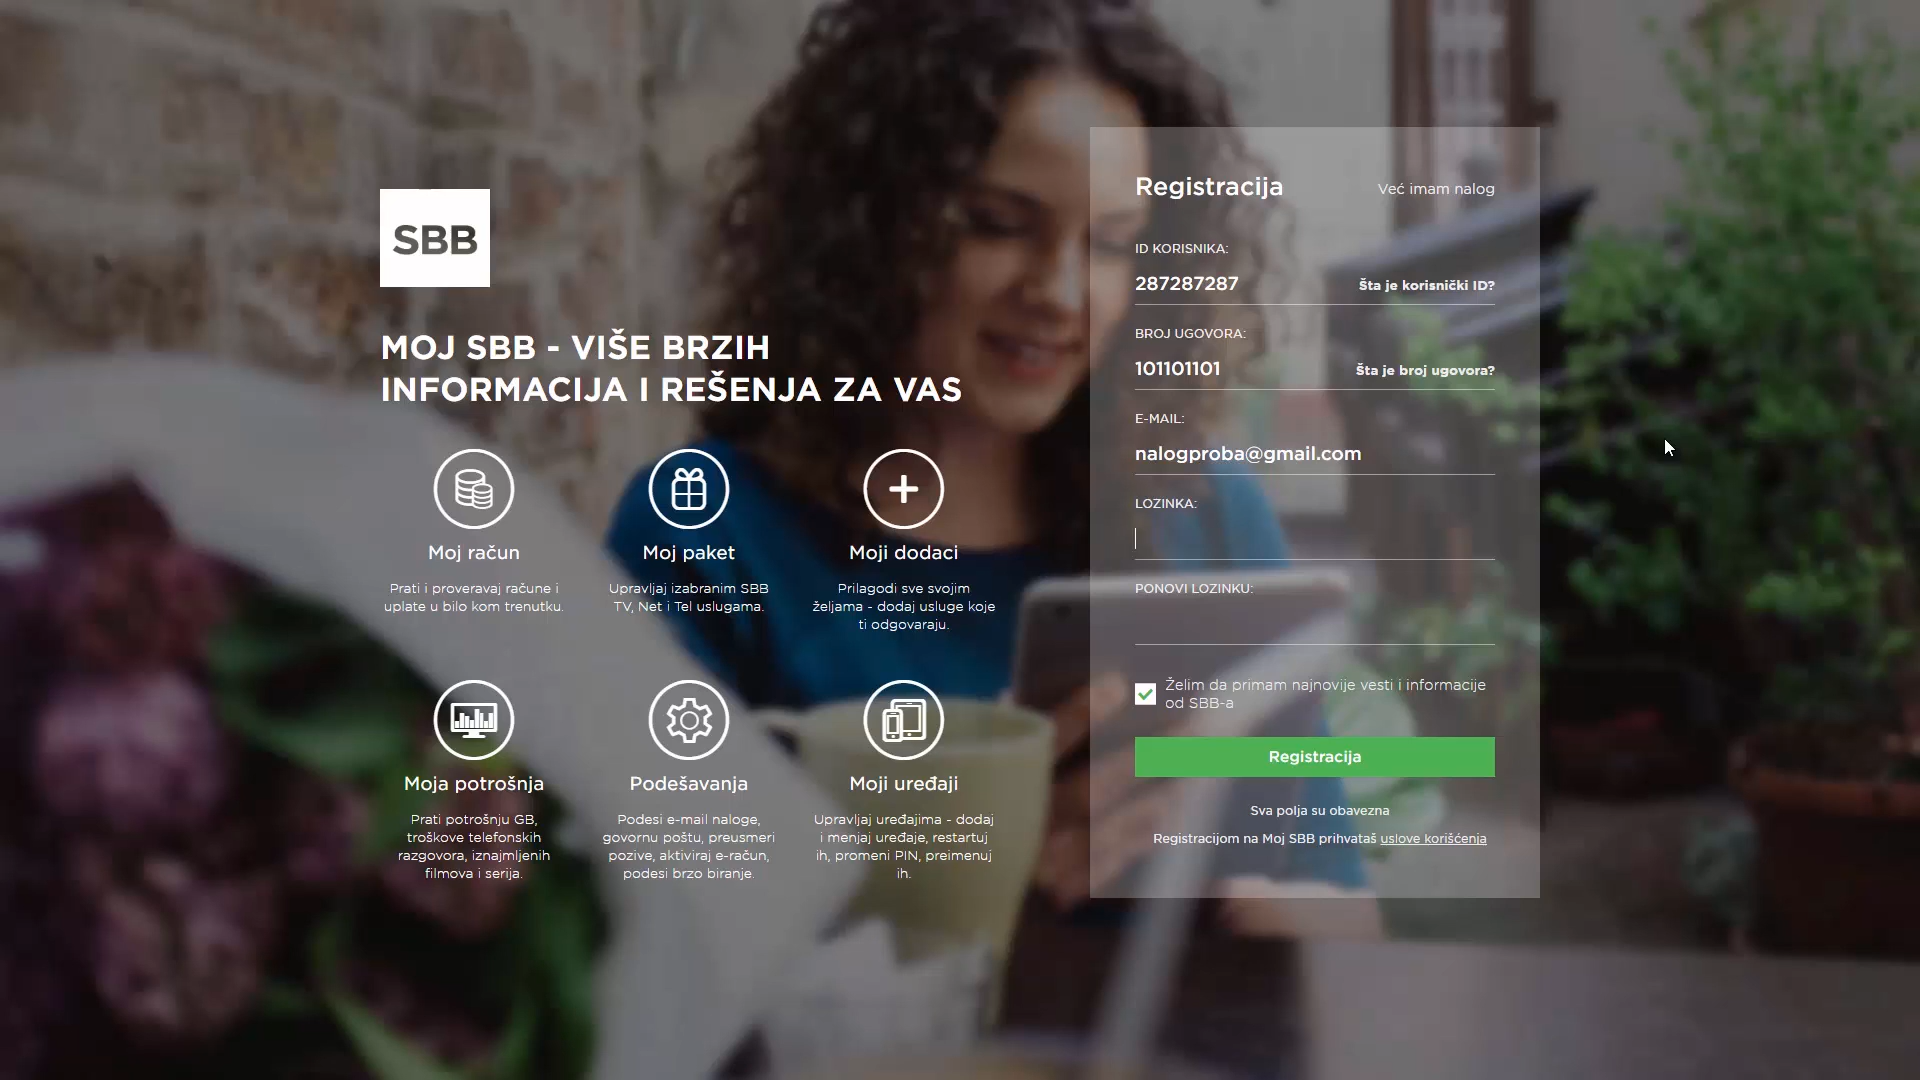 SBB
MOJ SBB - VIŠE BRZIH
INFORMACIJA I REŠENJA ZA VAS
Moj račun
Prati i proveravaj račune i
uplate u bilo kom trenutku.
Moj paket
Upravljaj izabranim SBB
TV, Net i Tel uslugama.
Moji dodaci
Prilagodi sve svojim
željama - dodaj usluge koje
ti odgovaraju.
Moja potrošnja
Prati potrošnju GB,
troškove telefonskih
razgovora, iznajmljenih
filmova i serija.
Podešavanja
Podesi e-mail naloge,
govornu poštu, preusmeri
pozive, aktiviraj e-račun,
podesi brzo biranje.
Moji uređaji
Upravljaj uređajima - dodaj
i menjaj uređaje, restartuj
ih, promeni PIN, preimenuj
ih.
Registracija
Već imam nalog
ID KORISNIKA:
287287287
Šta je korisnički ID?
BROJ UGOVORA:
101101101
Šta je broj ugovora?
E-MAIL:
nalogproba@gmail.com
LOZINKA:
PONOVI LOZINKU:
Želim da primam najnovije vesti i informacije
od SBB-a
Registracija
Sva polja su obavezna
Registracijom na Moj SBB prihvataš uslove korišćenja